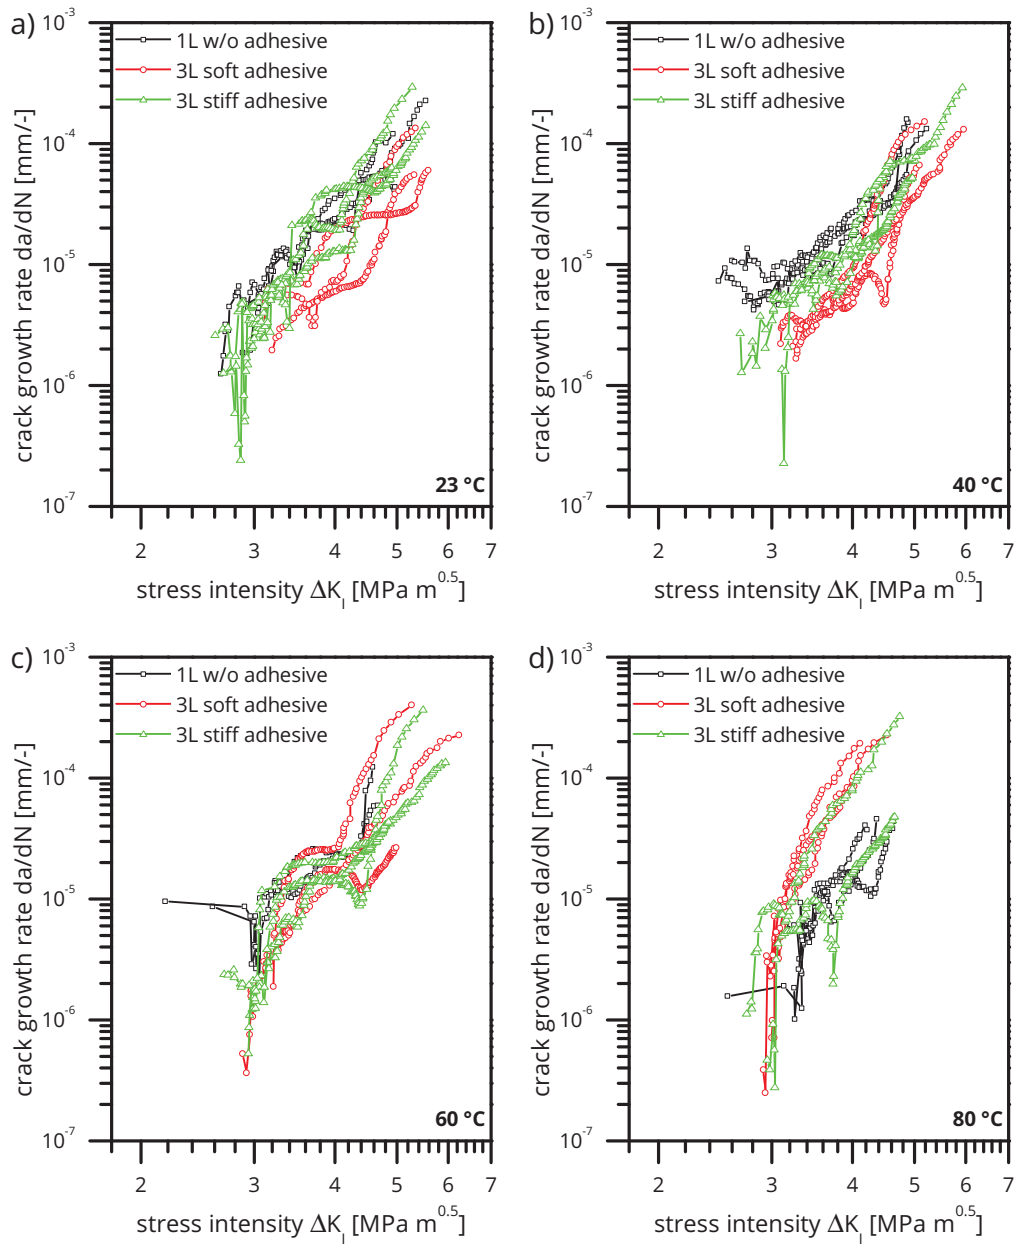 a)
1L w/o adhesive
3L soft adhesive
3L stiff adhesive
10^-3
10^-4
10^-5
10^-6
10^-7
crack growth rate da/dN [mm/-]
23 °C
2 3 4 5 6 7
stress intensity ΔK_I [MPa m^0.5]
b)
1L w/o adhesive
3L soft adhesive
3L stiff adhesive
10^-3
10^-4
10^-5
10^-6
10^-7
crack growth rate da/dN [mm/-]
40 °C
2 3 4 5 6 7
stress intensity ΔK_I [MPa m^0.5]
c)
1L w/o adhesive
3L soft adhesive
3L stiff adhesive
10^-3
10^-4
10^-5
10^-6
10^-7
crack growth rate da/dN [mm/-]
60 °C
2 3 4 5 6 7
stress intensity ΔK_I [MPa m^0.5]
d)
1L w/o adhesive
3L soft adhesive
3L stiff adhesive
10^-3
10^-4
10^-5
10^-6
10^-7
crack growth rate da/dN [mm/-]
80 °C
2 3 4 5 6 7
stress intensity ΔK_I [MPa m^0.5]